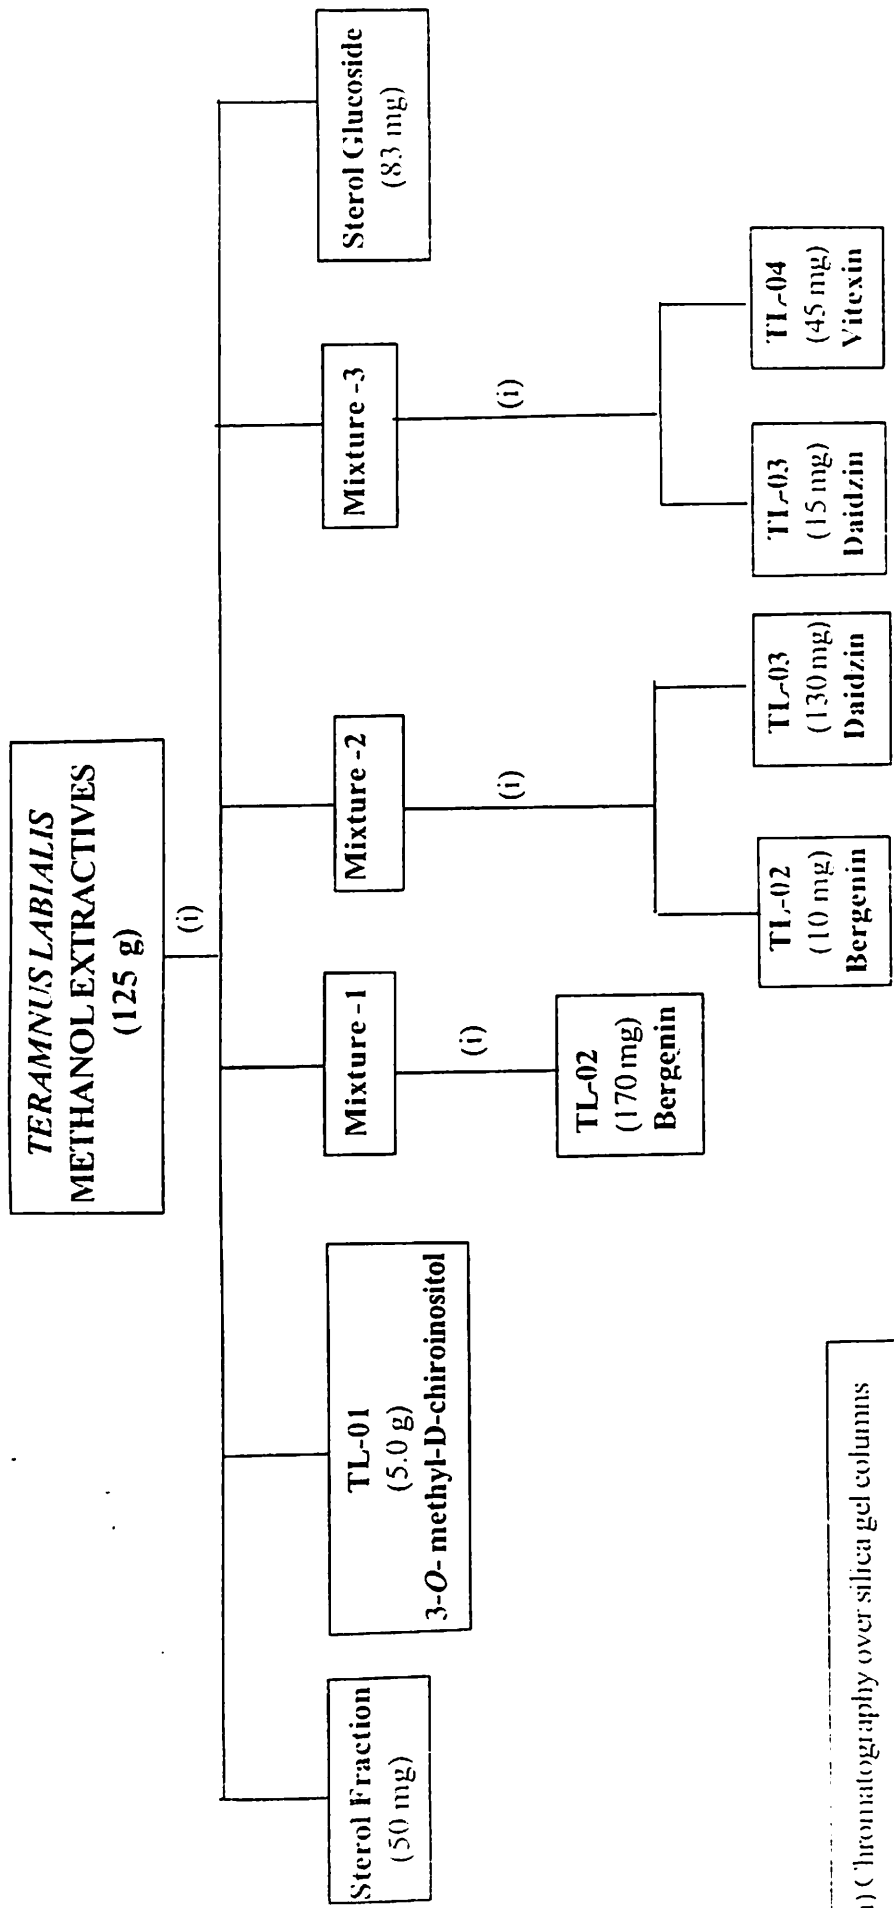 TERAMNUS LABIALIS
METHANOL EXTRACTIVES
(125 g)
(i)
Sterol Fraction
(50 mg)
TL-01
(5.0 g)
3-O- methyl-D-chiroinositol
Mixture -1
(i)
TL-02
(170 mg)
Bergenin
Mixture -2
(i)
TL-02
(10 mg)
Bergenin
TL-03
(130 mg)
Daidzin
Mixture -3
(i)
TL-03
(15 mg)
Daidzin
TL-04
(45 mg)
Vitexin
Sterol Glucoside
(83 mg)
Chromatography over silica gel columns